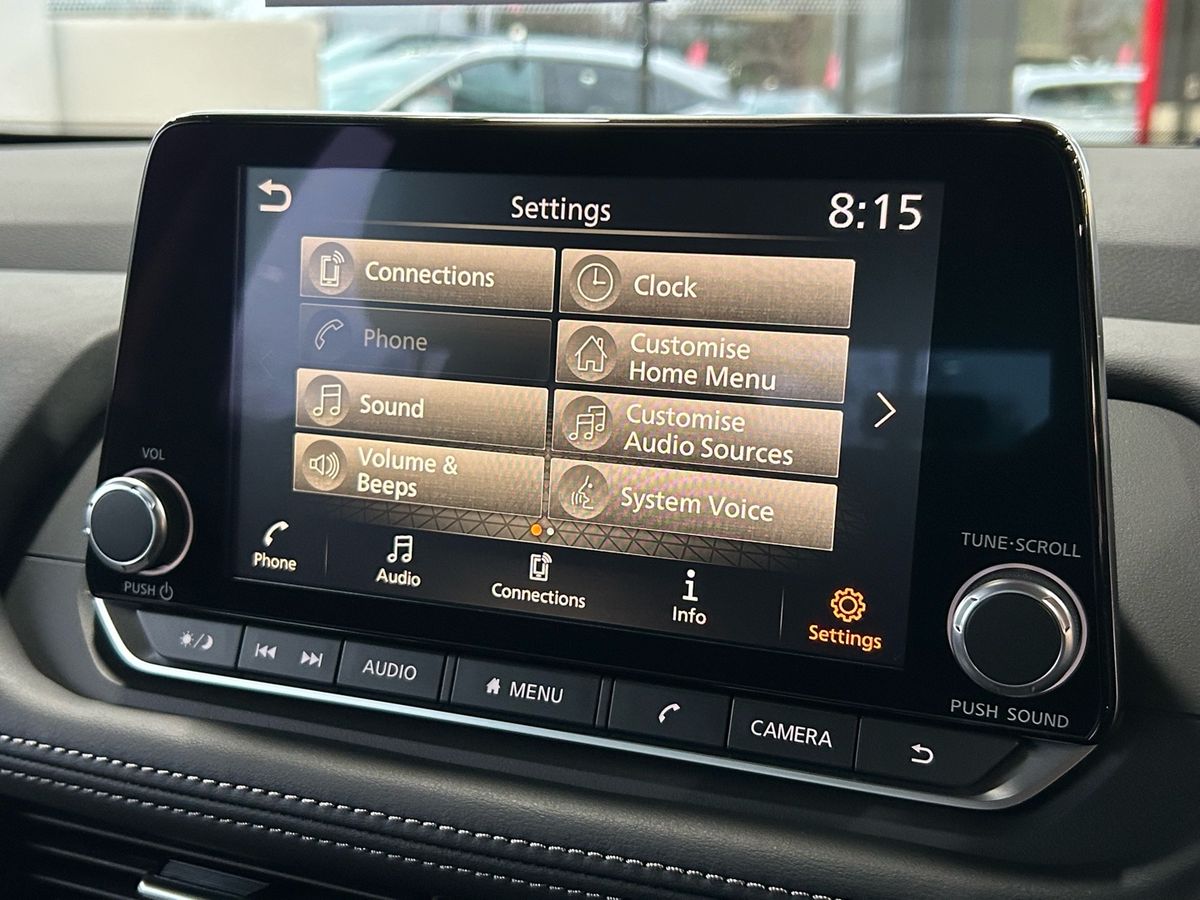 Settings
8:15
Connections
Clock
Phone
Customise
Home Menu
Sound
Customise
Audio Sources
Volume &
Beeps
System Voice
Phone
Audio
Connections
Info
Settings
VOL
PUSH
TUNE·SCROLL
PUSH SOUND
AUDIO
MENU
CAMERA